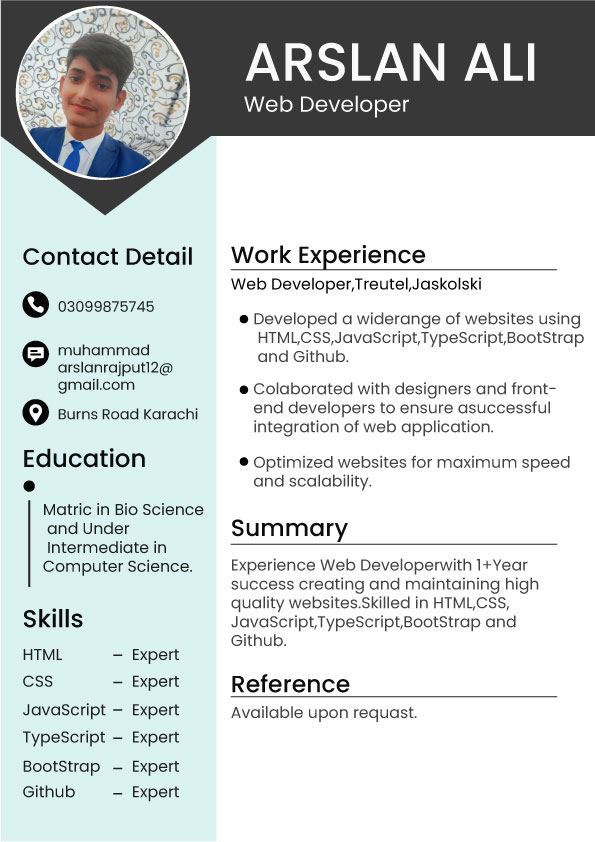 ARSLAN ALI
Web Developer
Contact Detail
03099875745
muhammad
arslanrajput12@
gmail.com
Burns Road Karachi
Education
Matric in Bio Science
and Under
Intermediate in
Computer Science.
Skills
HTML – Expert
CSS – Expert
JavaScript – Expert
TypeScript – Expert
BootStrap – Expert
Github – Expert
Work Experience
Web Developer,Treutel,Jaskolski
Developed a widerange of websites using
HTML,CSS,JavaScript,TypeScript,BootStrap
and Github.
Colaborated with designers and front-
end developers to ensure asuccessful
integration of web application.
Optimized websites for maximum speed
and scalability.
Summary
Experience Web Developerwith 1+Year
success creating and maintaining high
quality websites.Skilled in HTML,CSS,
JavaScript,TypeScript,BootStrap and
Github.
Reference
Available upon requast.